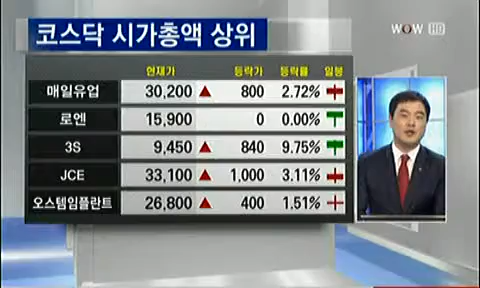 코스닥 시가총액 상위
WOW HD
현재가 등락가 등락률 일봉
매일유업 30,200 ▲ 800 2.72%
로엔 15,900 0 0.00%
3S 9,450 ▲ 840 9.75%
JCE 33,100 ▲ 1,000 3.11%
오스템임플란트 26,800 ▲ 400 1.51%